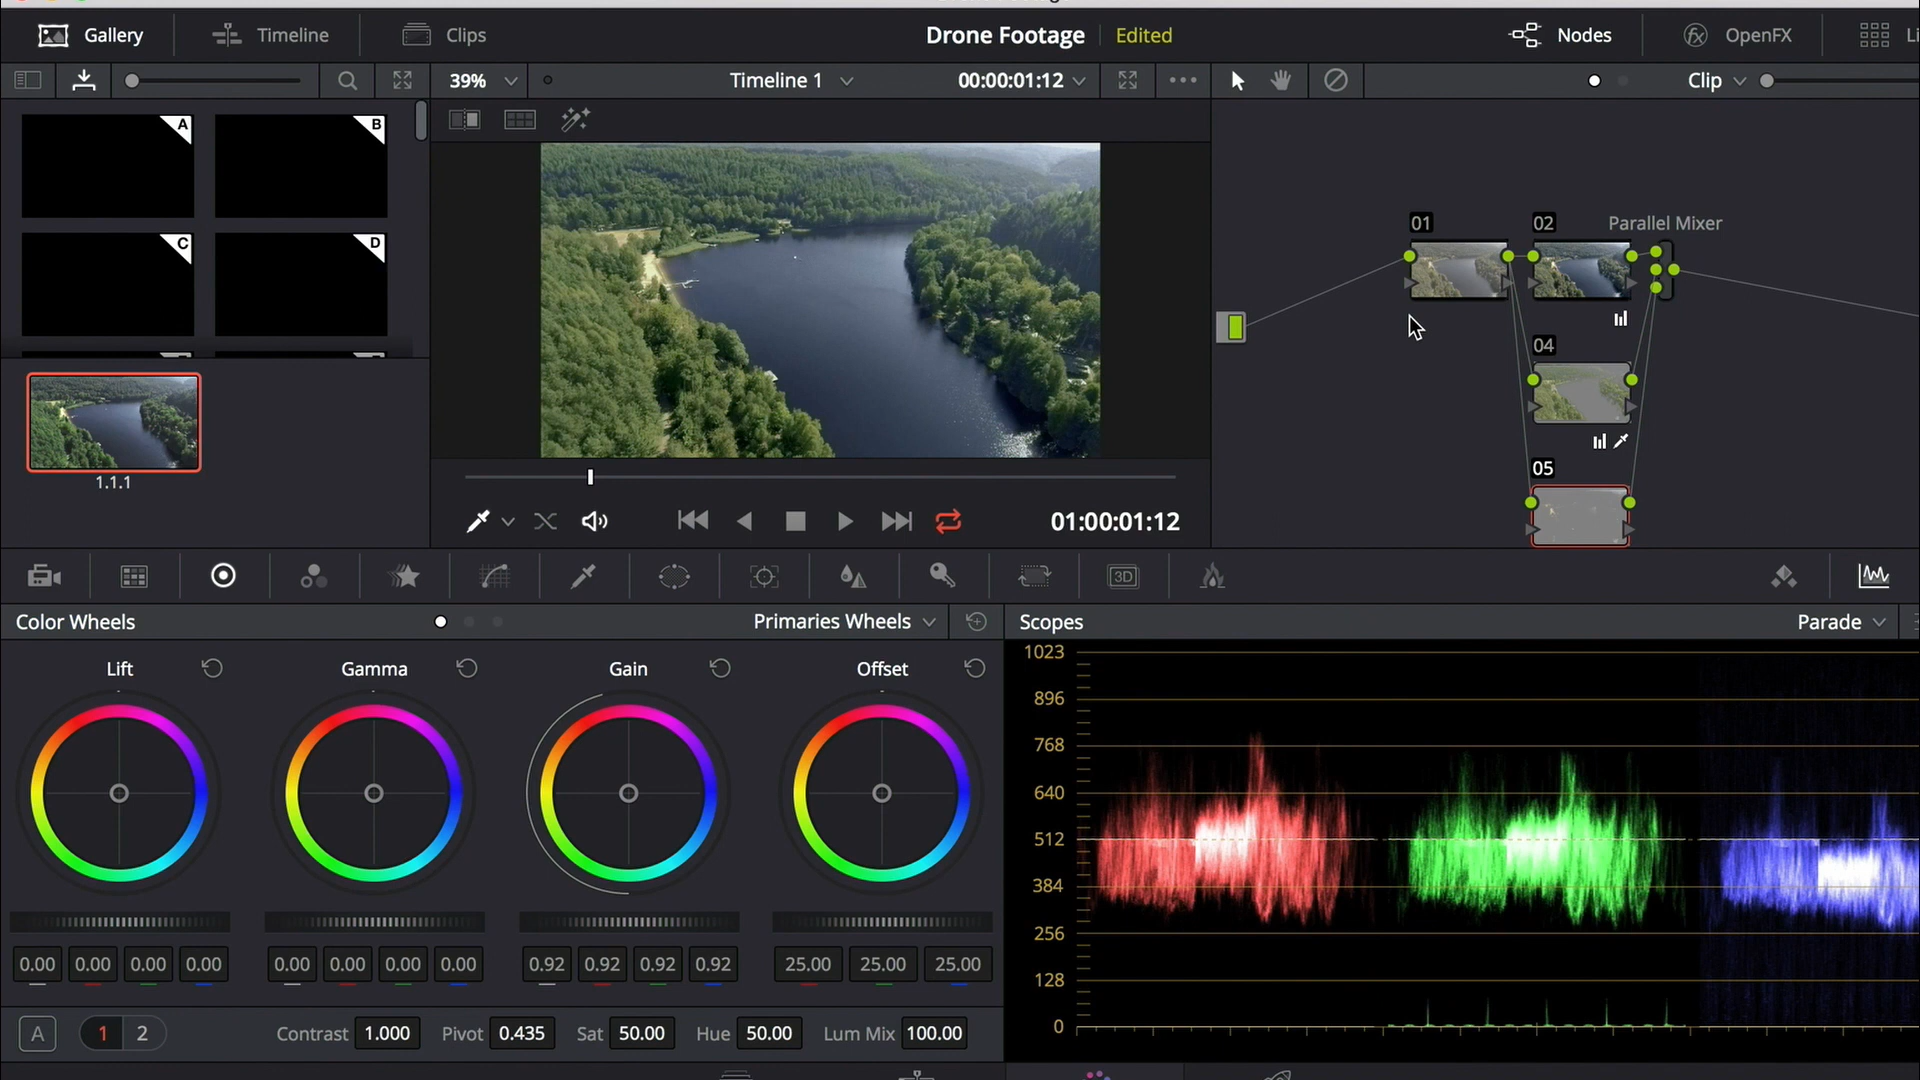 Gallery
Timeline
Clips
Drone Footage
Edited
Nodes
OpenFX
39%
Timeline 1
00:00:01:12
Clip
A
B
C
D
1.1.1
01
02
Parallel Mixer
04
05
01:00:01:12
3D
Color Wheels
Primaries Wheels
Scopes
Parade
Lift
Gamma
Gain
Offset
1023
896
768
640
512
384
256
128
0
0.00 0.00 0.00 0.00
0.00 0.00 0.00 0.00
0.92 0.92 0.92 0.92
25.00 25.00 25.00
A
1 2
Contrast 1.000
Pivot 0.435
Sat 50.00
Hue 50.00
Lum Mix 100.00